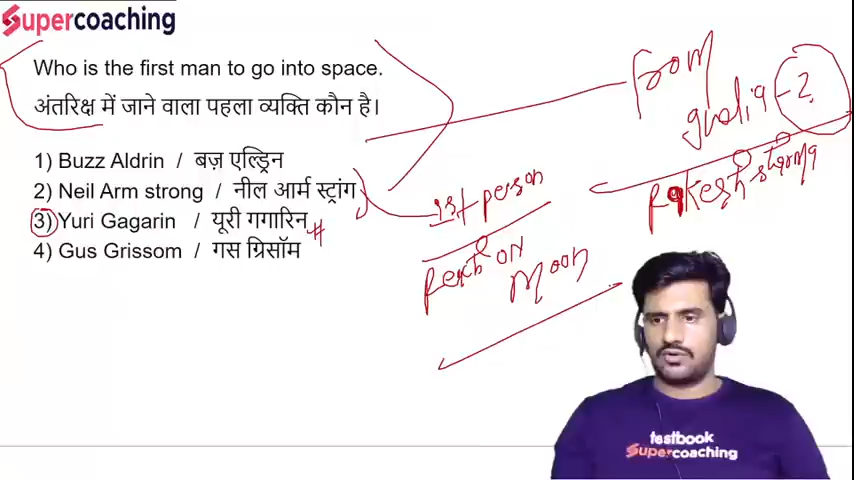 Supercoaching
Who is the first man to go into space.
अंतरिक्ष में जाने वाला पहला व्यक्ति कौन है।
1) Buzz Aldrin / बज़ एल्ड्रिन
2) Neil Arm strong / नील आर्म स्ट्रांग
3) Yuri Gagarin / यूरी गगारिन
4) Gus Grissom / गस ग्रिसॉम
From
India - ?
Rakesh sharma
1st person
on
Moon
testbook
Supercoaching